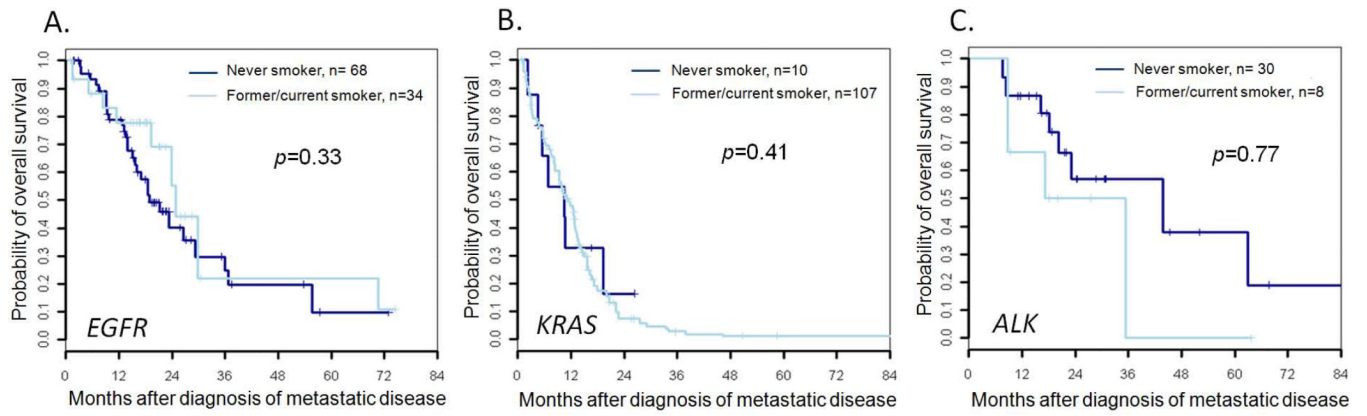 A.
Probability of overall survival
1.0
0.9
0.8
0.7
0.6
0.5
0.4
0.3
0.2
0.1
0.0
Never smoker, n= 68
Former/current smoker, n=34
p=0.33
EGFR
0 12 24 36 48 60 72 84
Months after diagnosis of metastatic disease
B.
Probability of overall survival
1.0
0.9
0.8
0.7
0.6
0.5
0.4
0.3
0.2
0.1
0.0
Never smoker, n=10
Former/current smoker, n=107
p=0.41
KRAS
0 12 24 36 48 60 72 84
Months after diagnosis of metastatic disease
C.
Probability of overall survival
1.0
0.9
0.8
0.7
0.6
0.5
0.4
0.3
0.2
0.1
0.0
Never smoker, n= 30
Former/current smoker, n=8
p=0.77
ALK
0 12 24 36 48 60 72 84
Months after diagnosis of metastatic disease